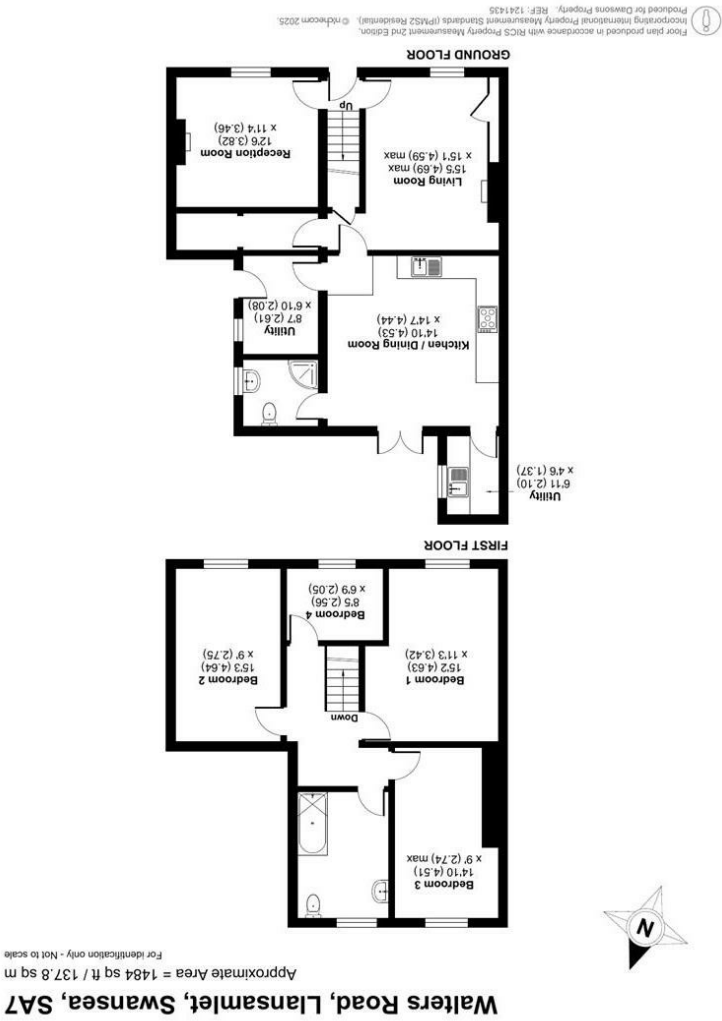 Walters Road, Llansamlet, Swansea, SA7
Approximate Area = 1484 sq ft / 137.8 sq m
For identification only - Not to scale
N
Bedroom 3
14'10 (4.51)
x 9' (2.74) max
Down
Bedroom 1
15'2 (4.63)
x 11'3 (3.42)
Bedroom 2
15'3 (4.64)
x 9' (2.75)
Bedroom 4
8'5 (2.56)
x 6'9 (2.05)
FIRST FLOOR
Utility
6'11 (2.10)
x 4'6 (1.37)
Kitchen / Dining Room
14'10 (4.53)
x 14'7 (4.44)
Utility
8'7 (2.61)
x 6'10 (2.08)
Living Room
15'5 (4.69) max
x 15'1 (4.59) max
Reception Room
12'6 (3.82)
x 11'4 (3.46)
Up
GROUND FLOOR
Floor plan produced in accordance with RICS Property Measurement 2nd Edition,
Incorporating International Property Measurement Standards (IPMS2 Residential). © nichecom 2025.
Produced for Dawsons Property. REF: 1241435